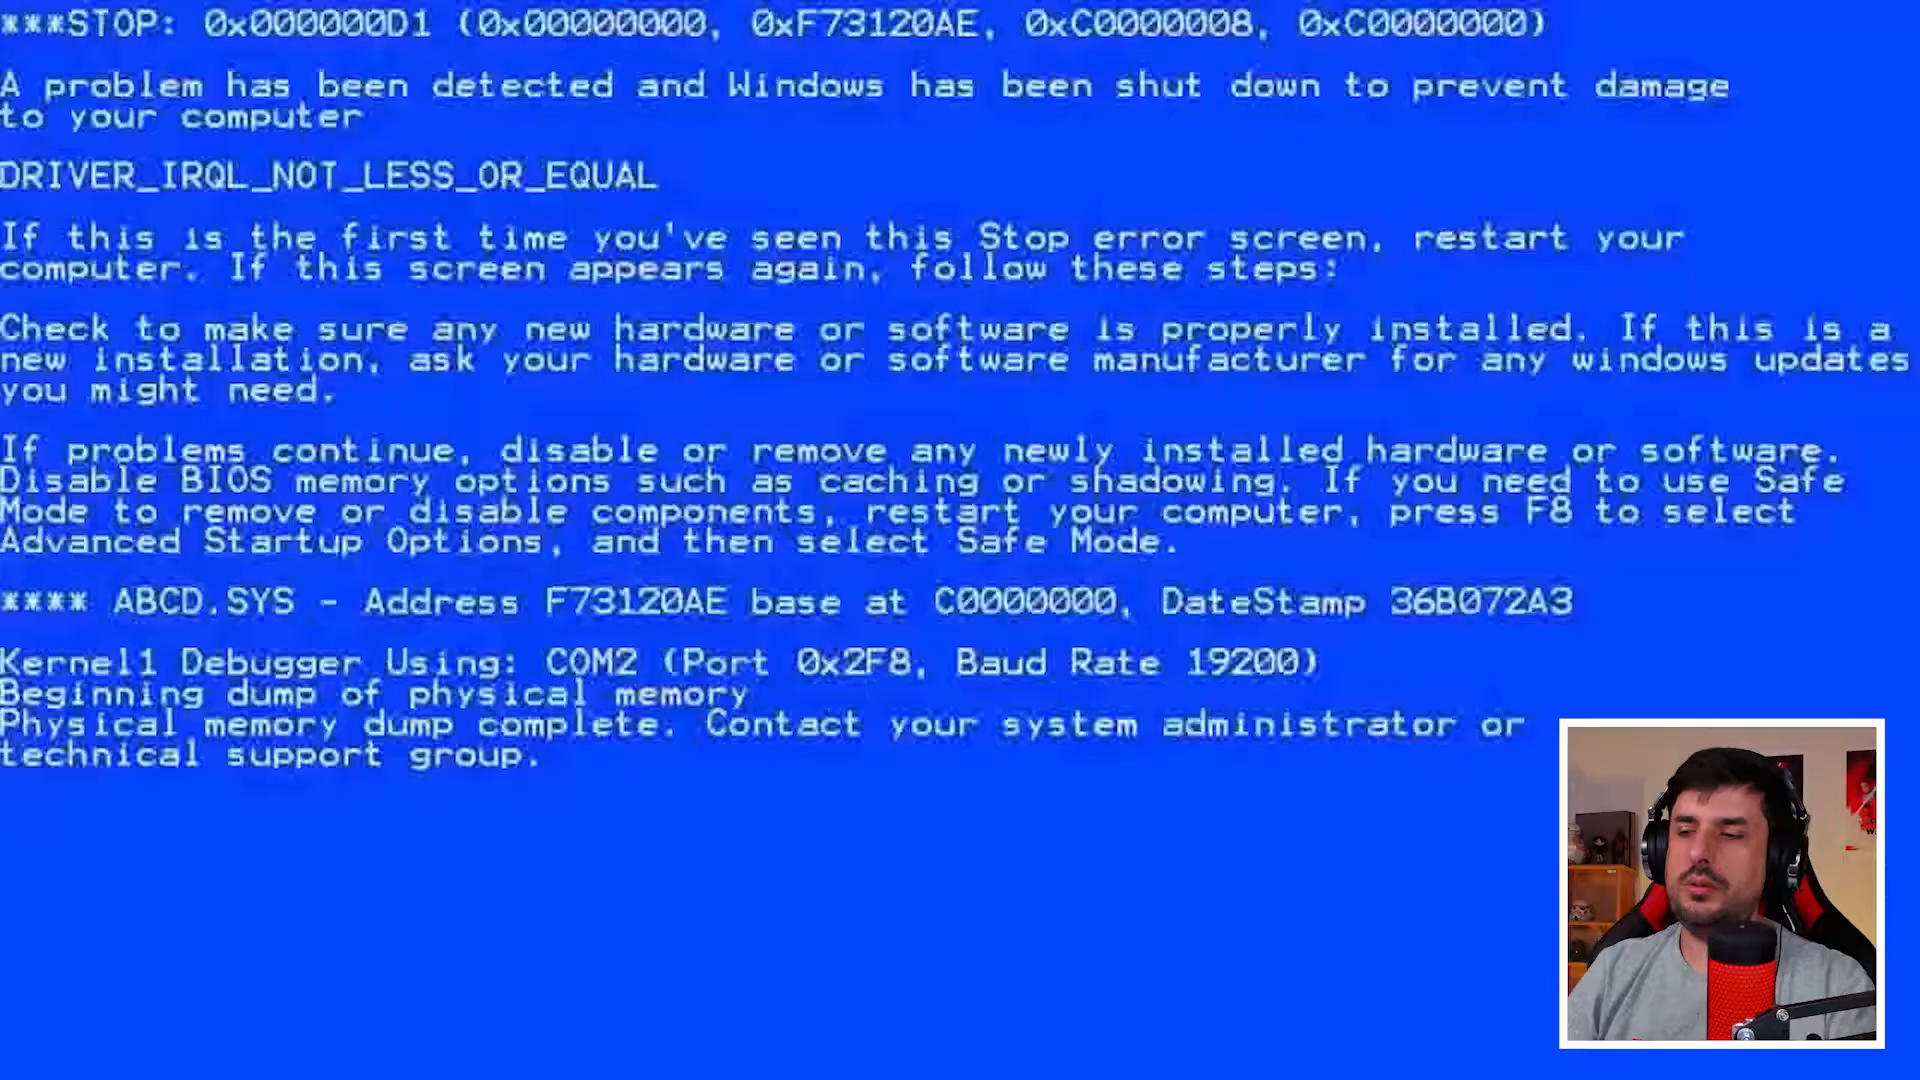 ***STOP: 0x000000D1 (0x00000000, 0xF73120AE, 0xC0000008, 0xC0000000)
A problem has been detected and Windows has been shut down to prevent damage
to your computer
DRIVER_IRQL_NOT_LESS_OR_EQUAL
If this is the first time you've seen this Stop error screen, restart your
computer. If this screen appears again, follow these steps:
Check to make sure any new hardware or software is properly installed. If this is a
new installation, ask your hardware or software manufacturer for any windows updates
you might need.
If problems continue, disable or remove any newly installed hardware or software.
Disable BIOS memory options such as caching or shadowing. If you need to use Safe
Mode to remove or disable components, restart your computer, press F8 to select
Advanced Startup Options, and then select Safe Mode.
**** ABCD.SYS - Address F73120AE base at C0000000, DateStamp 36B072A3
Kernel1 Debugger Using: COM2 (Port 0x2F8, Baud Rate 19200)
Beginning dump of physical memory
Physical memory dump complete. Contact your system administrator or
technical support group.